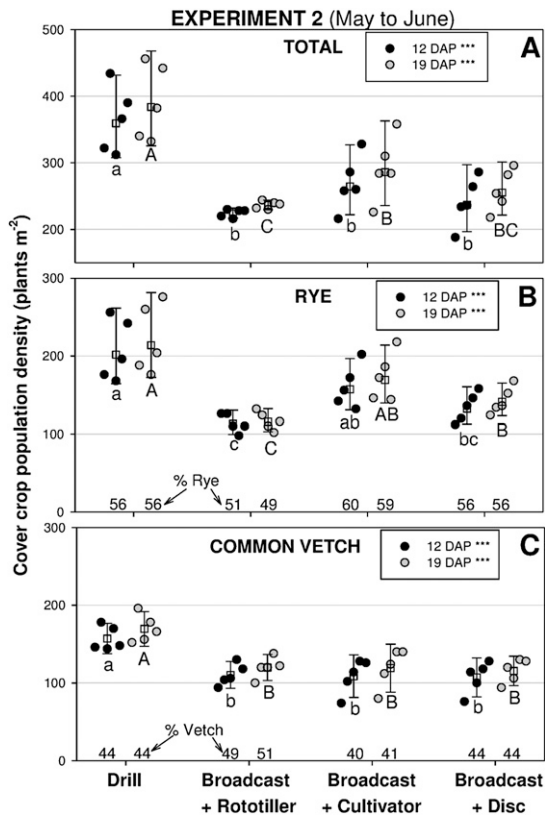 EXPERIMENT 2 (May to June)
Cover crop population density (plants m-2)
TOTAL
A
12 DAP ***
19 DAP ***
500
400
300
200
a A b C b B b BC
RYE
B
12 DAP ***
19 DAP ***
300
200
100
0
a A c C ab AB bc B
% Rye
56 56 51 49 60 59 56 56
COMMON VETCH
C
12 DAP ***
19 DAP ***
300
200
100
0
a A b B b B b B
% Vetch
44 44 49 51 40 41 44 44
Drill Broadcast Broadcast Broadcast
+ Rototiller + Cultivator + Disc